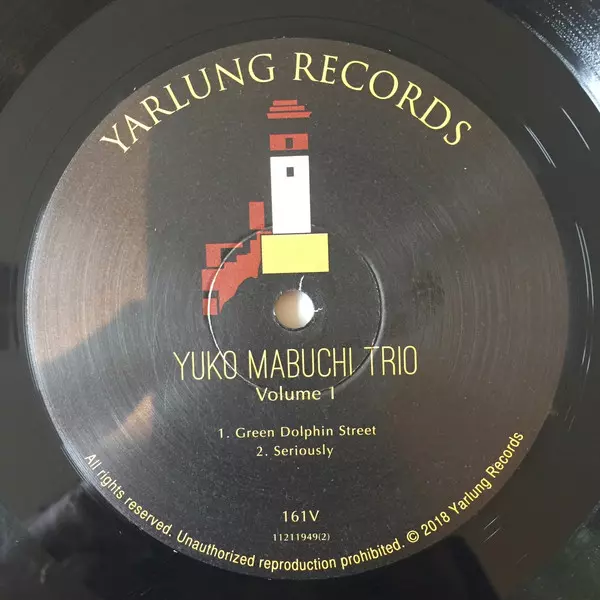 YARLUNG RECORDS
YUKO MABUCHI TRIO
Volume 1
1. Green Dolphin Street
2. Seriously
161V
11211949(2)
All rights reserved. Unauthorized reproduction prohibited. © 2018 Yarlung Records